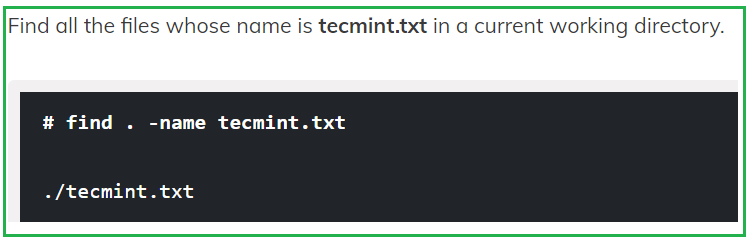 Find all the files whose name is tecmint.txt in a current working directory.
# find . -name tecmint.txt
./tecmint.txt